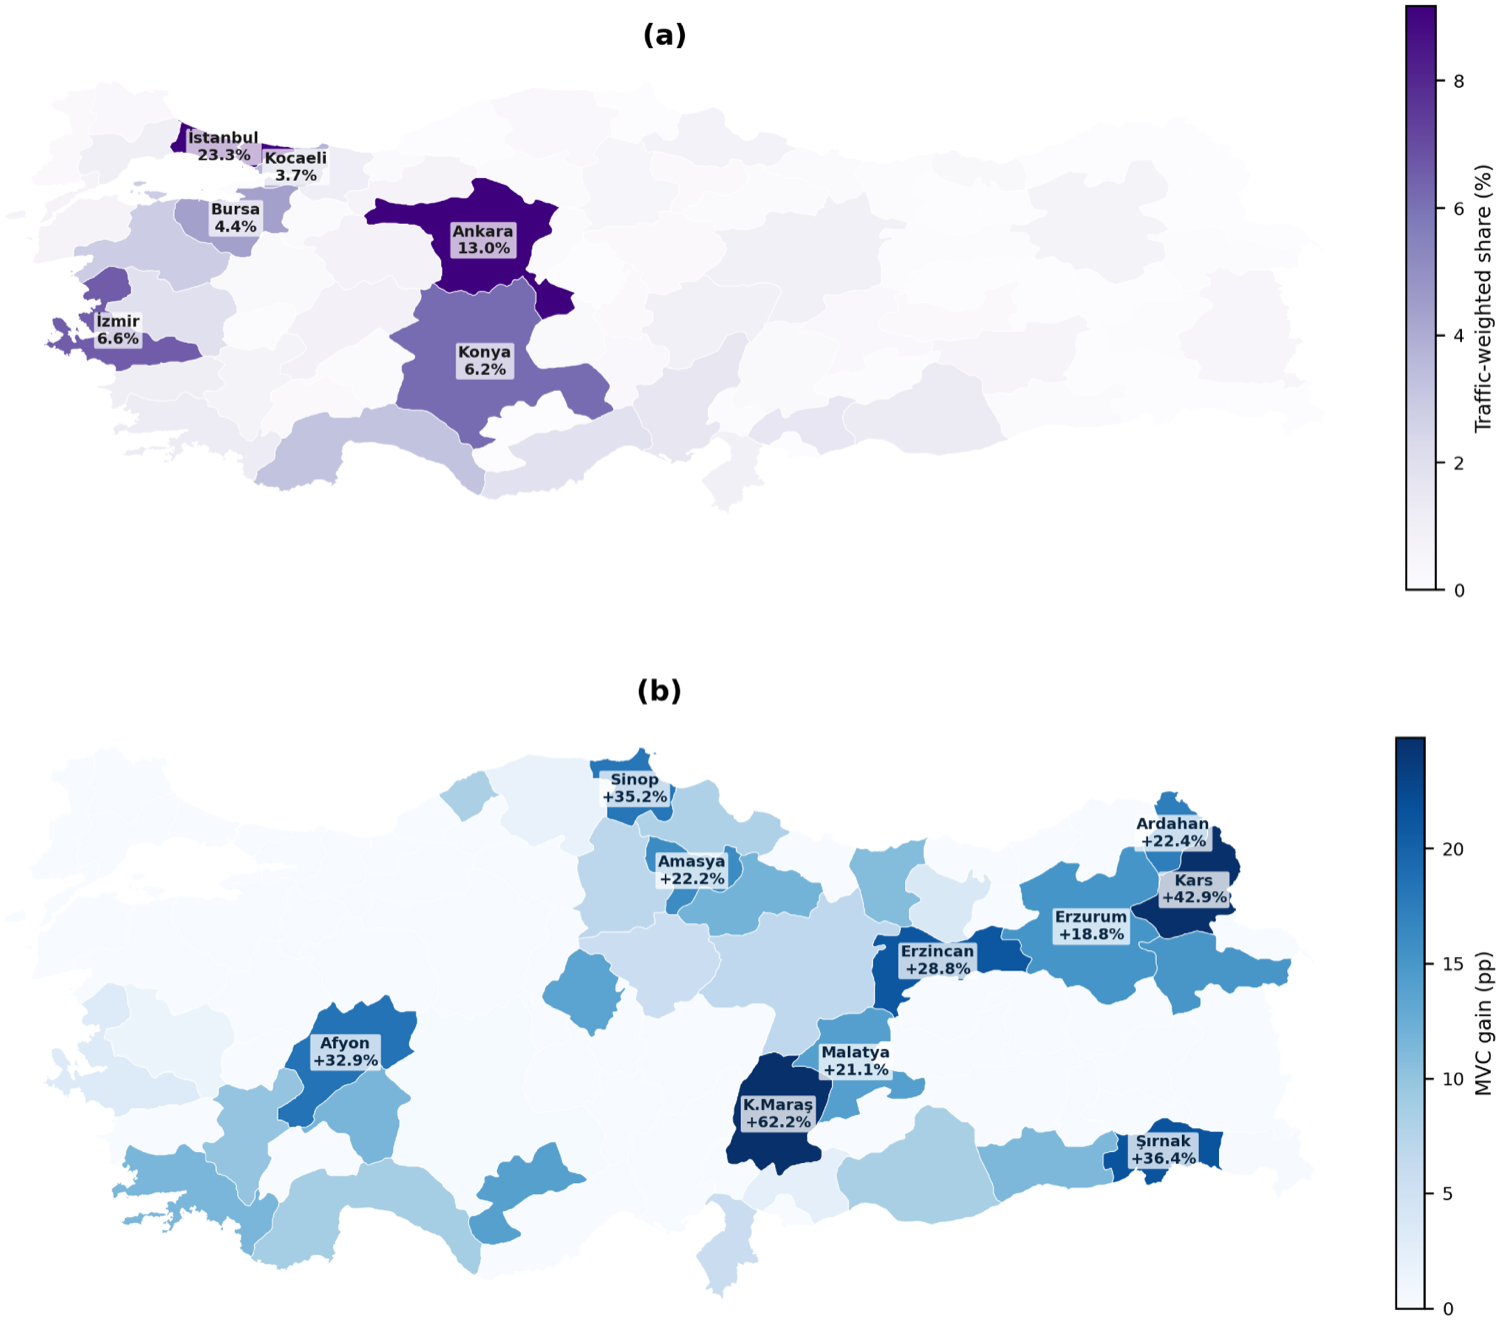 (a)
İstanbul
23.3%
Kocaeli
3.7%
Bursa
4.4%
Ankara
13.0%
İzmir
6.6%
Konya
6.2%
8
6
4
2
0
Traffic-weighted share (%)
(b)
Sinop
+35.2%
Ardahan
+22.4%
Amasya
+22.2%
Kars
+42.9%
Erzurum
+18.8%
Erzincan
+28.8%
Afyon
+32.9%
Malatya
+21.1%
K.Maraş
+62.2%
Şırnak
+36.4%
20
15
10
5
0
MVC gain (pp)